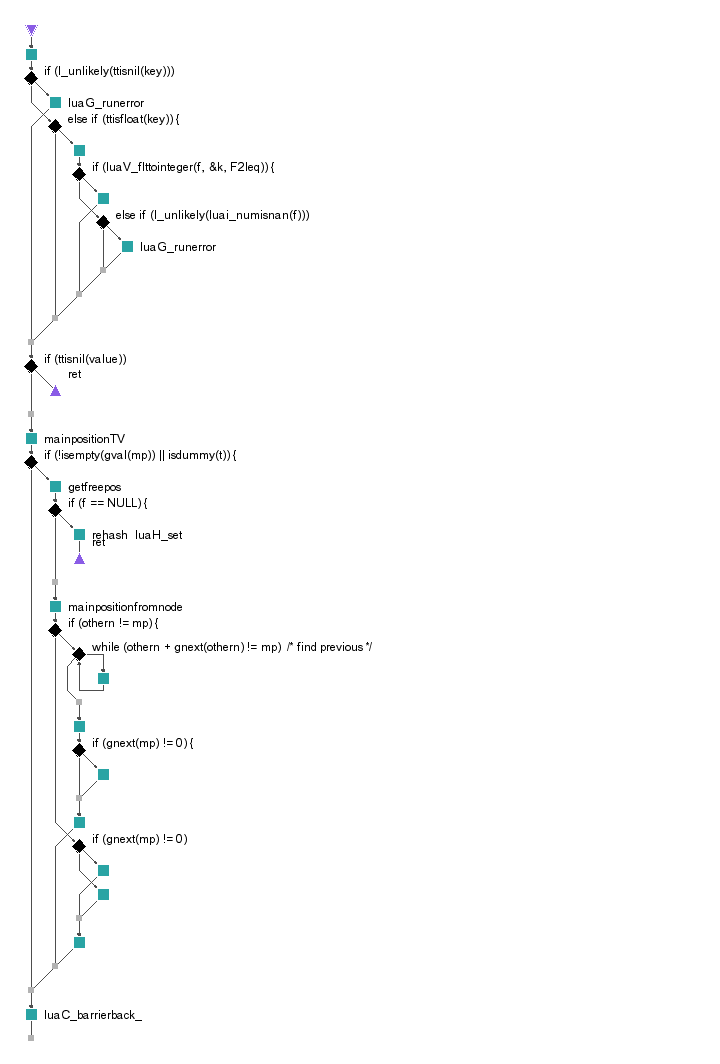 if (l_unlikely(ttisnil(key)))
luaG_runerror
else if (ttisfloat(key)) {
if (luaV_flttointeger(f, &k, F2Ieq)) {
else if (l_unlikely(luai_numisnan(f)))
luaG_runerror
if (ttisnil(value))
ret
mainpositionTV
if (!isempty(gval(mp)) || isdummy(t)) {
getfreepos
if (f == NULL) {
rehash luaH_set
ret
mainpositionfromnode
if (othern != mp) {
while (othern + gnext(othern) != mp) /* find previous */
if (gnext(mp) != 0) {
if (gnext(mp) != 0)
luaC_barrierback_